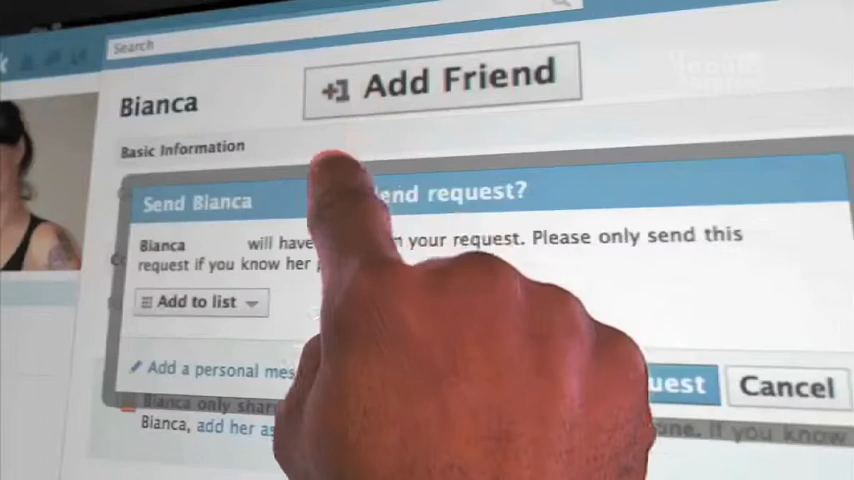 Search
+1 Add Friend
Bianca
Basic Information
Send Bianca end request?
Bianca will have your request. Please only send this
request if you know her
Add to list
Add a personal mes
uest Cancel
Bianca only shar ne. If you know
Bianca, add her as